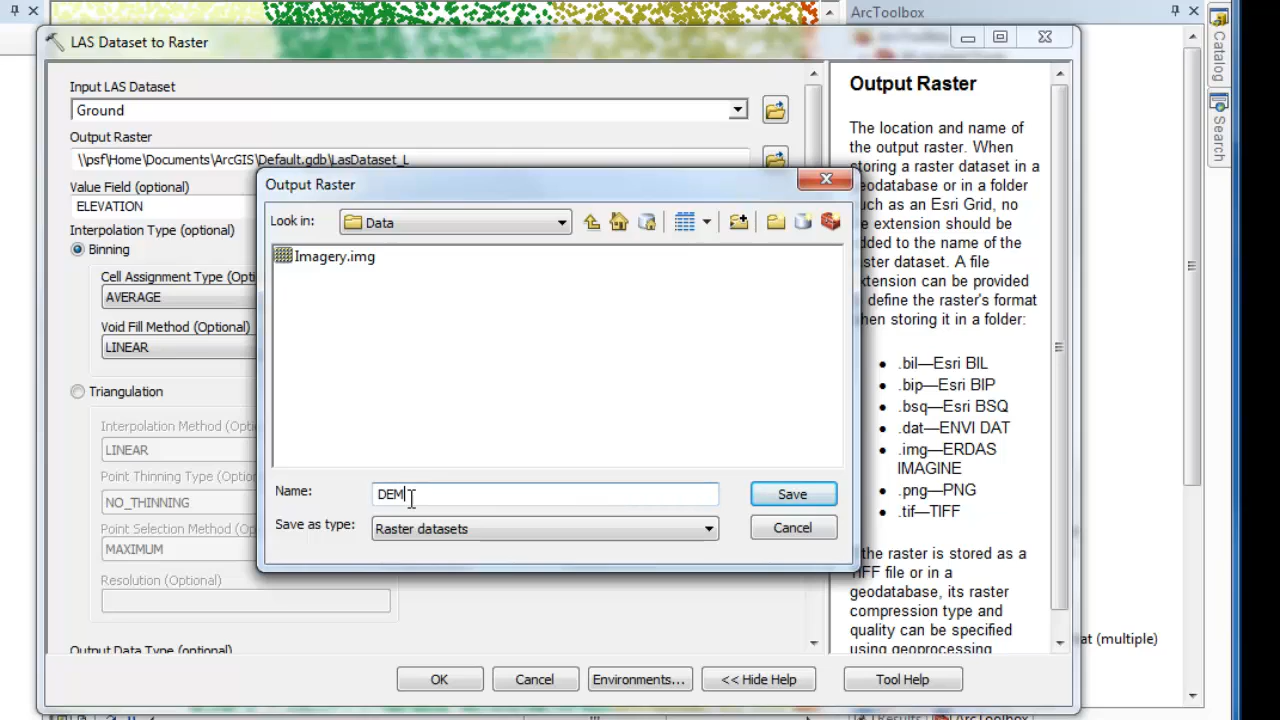 ArcToolbox
LAS Dataset to Raster
Catalog
Search
Input LAS Dataset
Ground
Output Raster
\\psf\Home\Documents\ArcGIS\Default.gdb\LasDataset_L
Value Field (optional)
ELEVATION
Interpolation Type (optional)
Binning
Cell Assignment Type (Opti
AVERAGE
Void Fill Method (Optional)
LINEAR
Triangulation
Interpolation Method (Opt
LINEAR
Point Thinning Type (Optio
NO_THINNING
Point Selection Method (O
MAXIMUM
Resolution (Optional)
Output Data Type (optional)
Output Raster
Look in:
Data
Imagery.img
Name:
DEM
Save
Save as type:
Raster datasets
Cancel
Output Raster
The location and name of
the output raster. When
storing a raster dataset in a
geodatabase or in a folder
such as an Esri Grid, no
extension should be
added to the name of the
raster dataset. A file
extension can be provided
define the raster's format
when storing it in a folder:
.bil—Esri BIL
.bip—Esri BIP
.bsq—Esri BSQ
.dat—ENVI DAT
.img—ERDAS
IMAGINE
.png—PNG
.tif—TIFF
the raster is stored as a
TIFF file or in a
geodatabase, its raster
compression type and
quality can be specified
using geoprocessing
at (multiple)
OK
Cancel
Environments...
<< Hide Help
Tool Help
Results
ArcToolbox